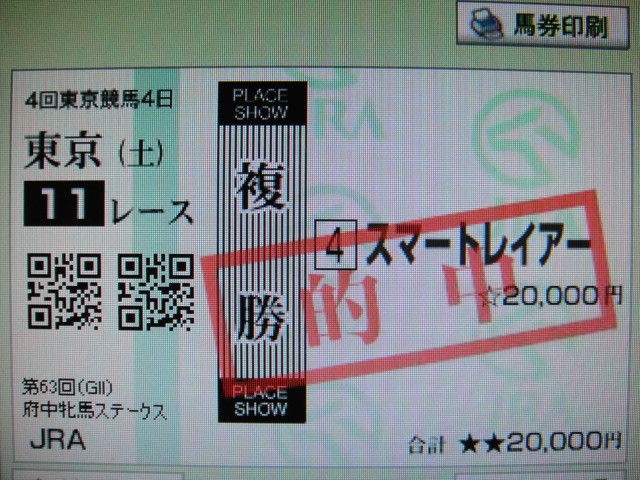 馬券印刷
4回東京競馬4日
東京(土)
11レース
PLACE
SHOW
複勝
PLACE
SHOW
4 スマートレイアー
的中
☆20,000円
第63回(GII)
府中牝馬ステークス
JRA
合計 ★★20,000円
JRA